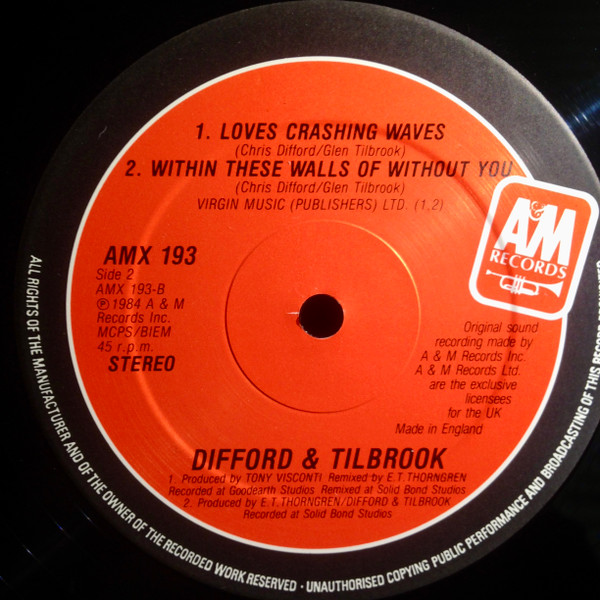 1. LOVES CRASHING WAVES
(Chris Difford/Glen Tilbrook)
2. WITHIN THESE WALLS OF WITHOUT YOU
(Chris Difford/Glen Tilbrook)
VIRGIN MUSIC (PUBLISHERS) LTD. (1,2)
A&M
RECORDS
AMX 193
Side 2
AMX 193-B
℗ 1984 A & M
Records Inc.
MCPS/BIEM
45 r.p.m.
STEREO
Original sound
recording made by
A & M Records Inc.
A & M Records Ltd.
are the exclusive
licensees
for the UK
Made in England
DIFFORD & TILBROOK
1. Produced by TONY VISCONTI Remixed by E.T. THORNGREN
Recorded at Goodearth Studios Remixed at Solid Bond Studios
2. Produced by E.T. THORNGREN/DIFFORD & TILBROOK
Recorded at Solid Bond Studios
ALL RIGHTS OF THE MANUFACTURER AND OF THE OWNER OF THE RECORDED WORK RESERVED · UNAUTHORISED COPYING PUBLIC PERFORMANCE AND BROADCASTING OF THIS RECORD